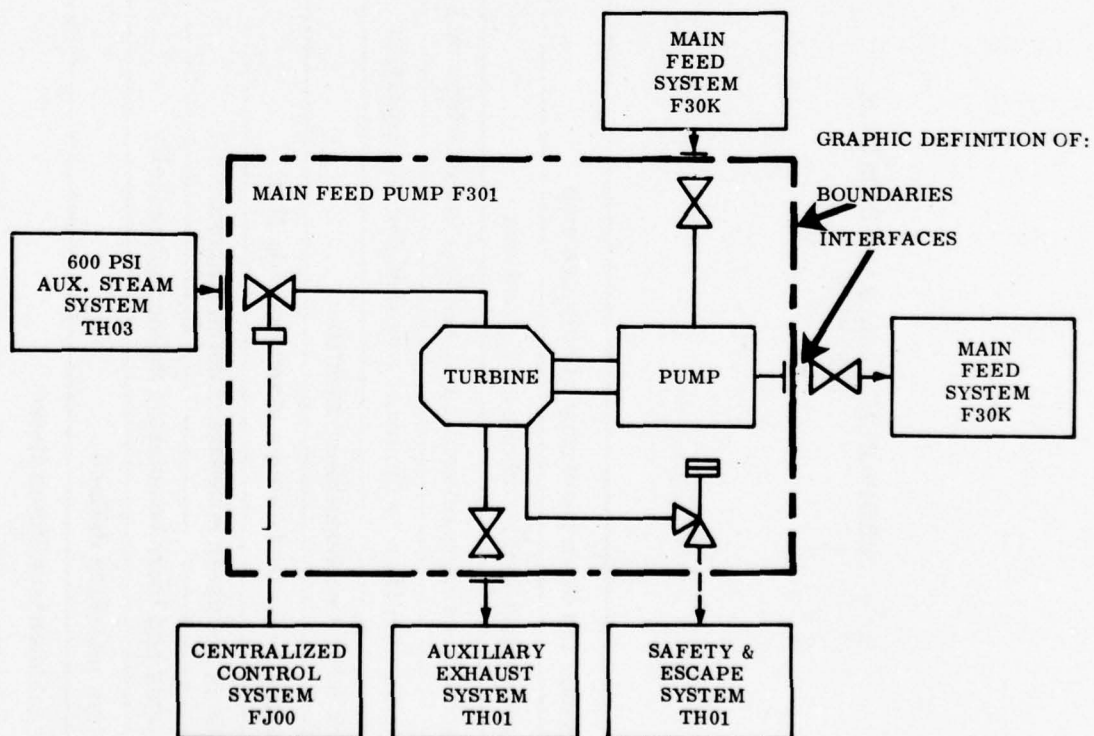 MAIN
FEED
SYSTEM
F30K
GRAPHIC DEFINITION OF:
MAIN FEED PUMP F301
BOUNDARIES
INTERFACES
600 PSI
AUX. STEAM
SYSTEM
TH03
TURBINE
PUMP
MAIN
FEED
SYSTEM
F30K
CENTRALIZED
CONTROL
SYSTEM
FJ00
AUXILIARY
EXHAUST
SYSTEM
TH01
SAFETY &
ESCAPE
SYSTEM
TH01